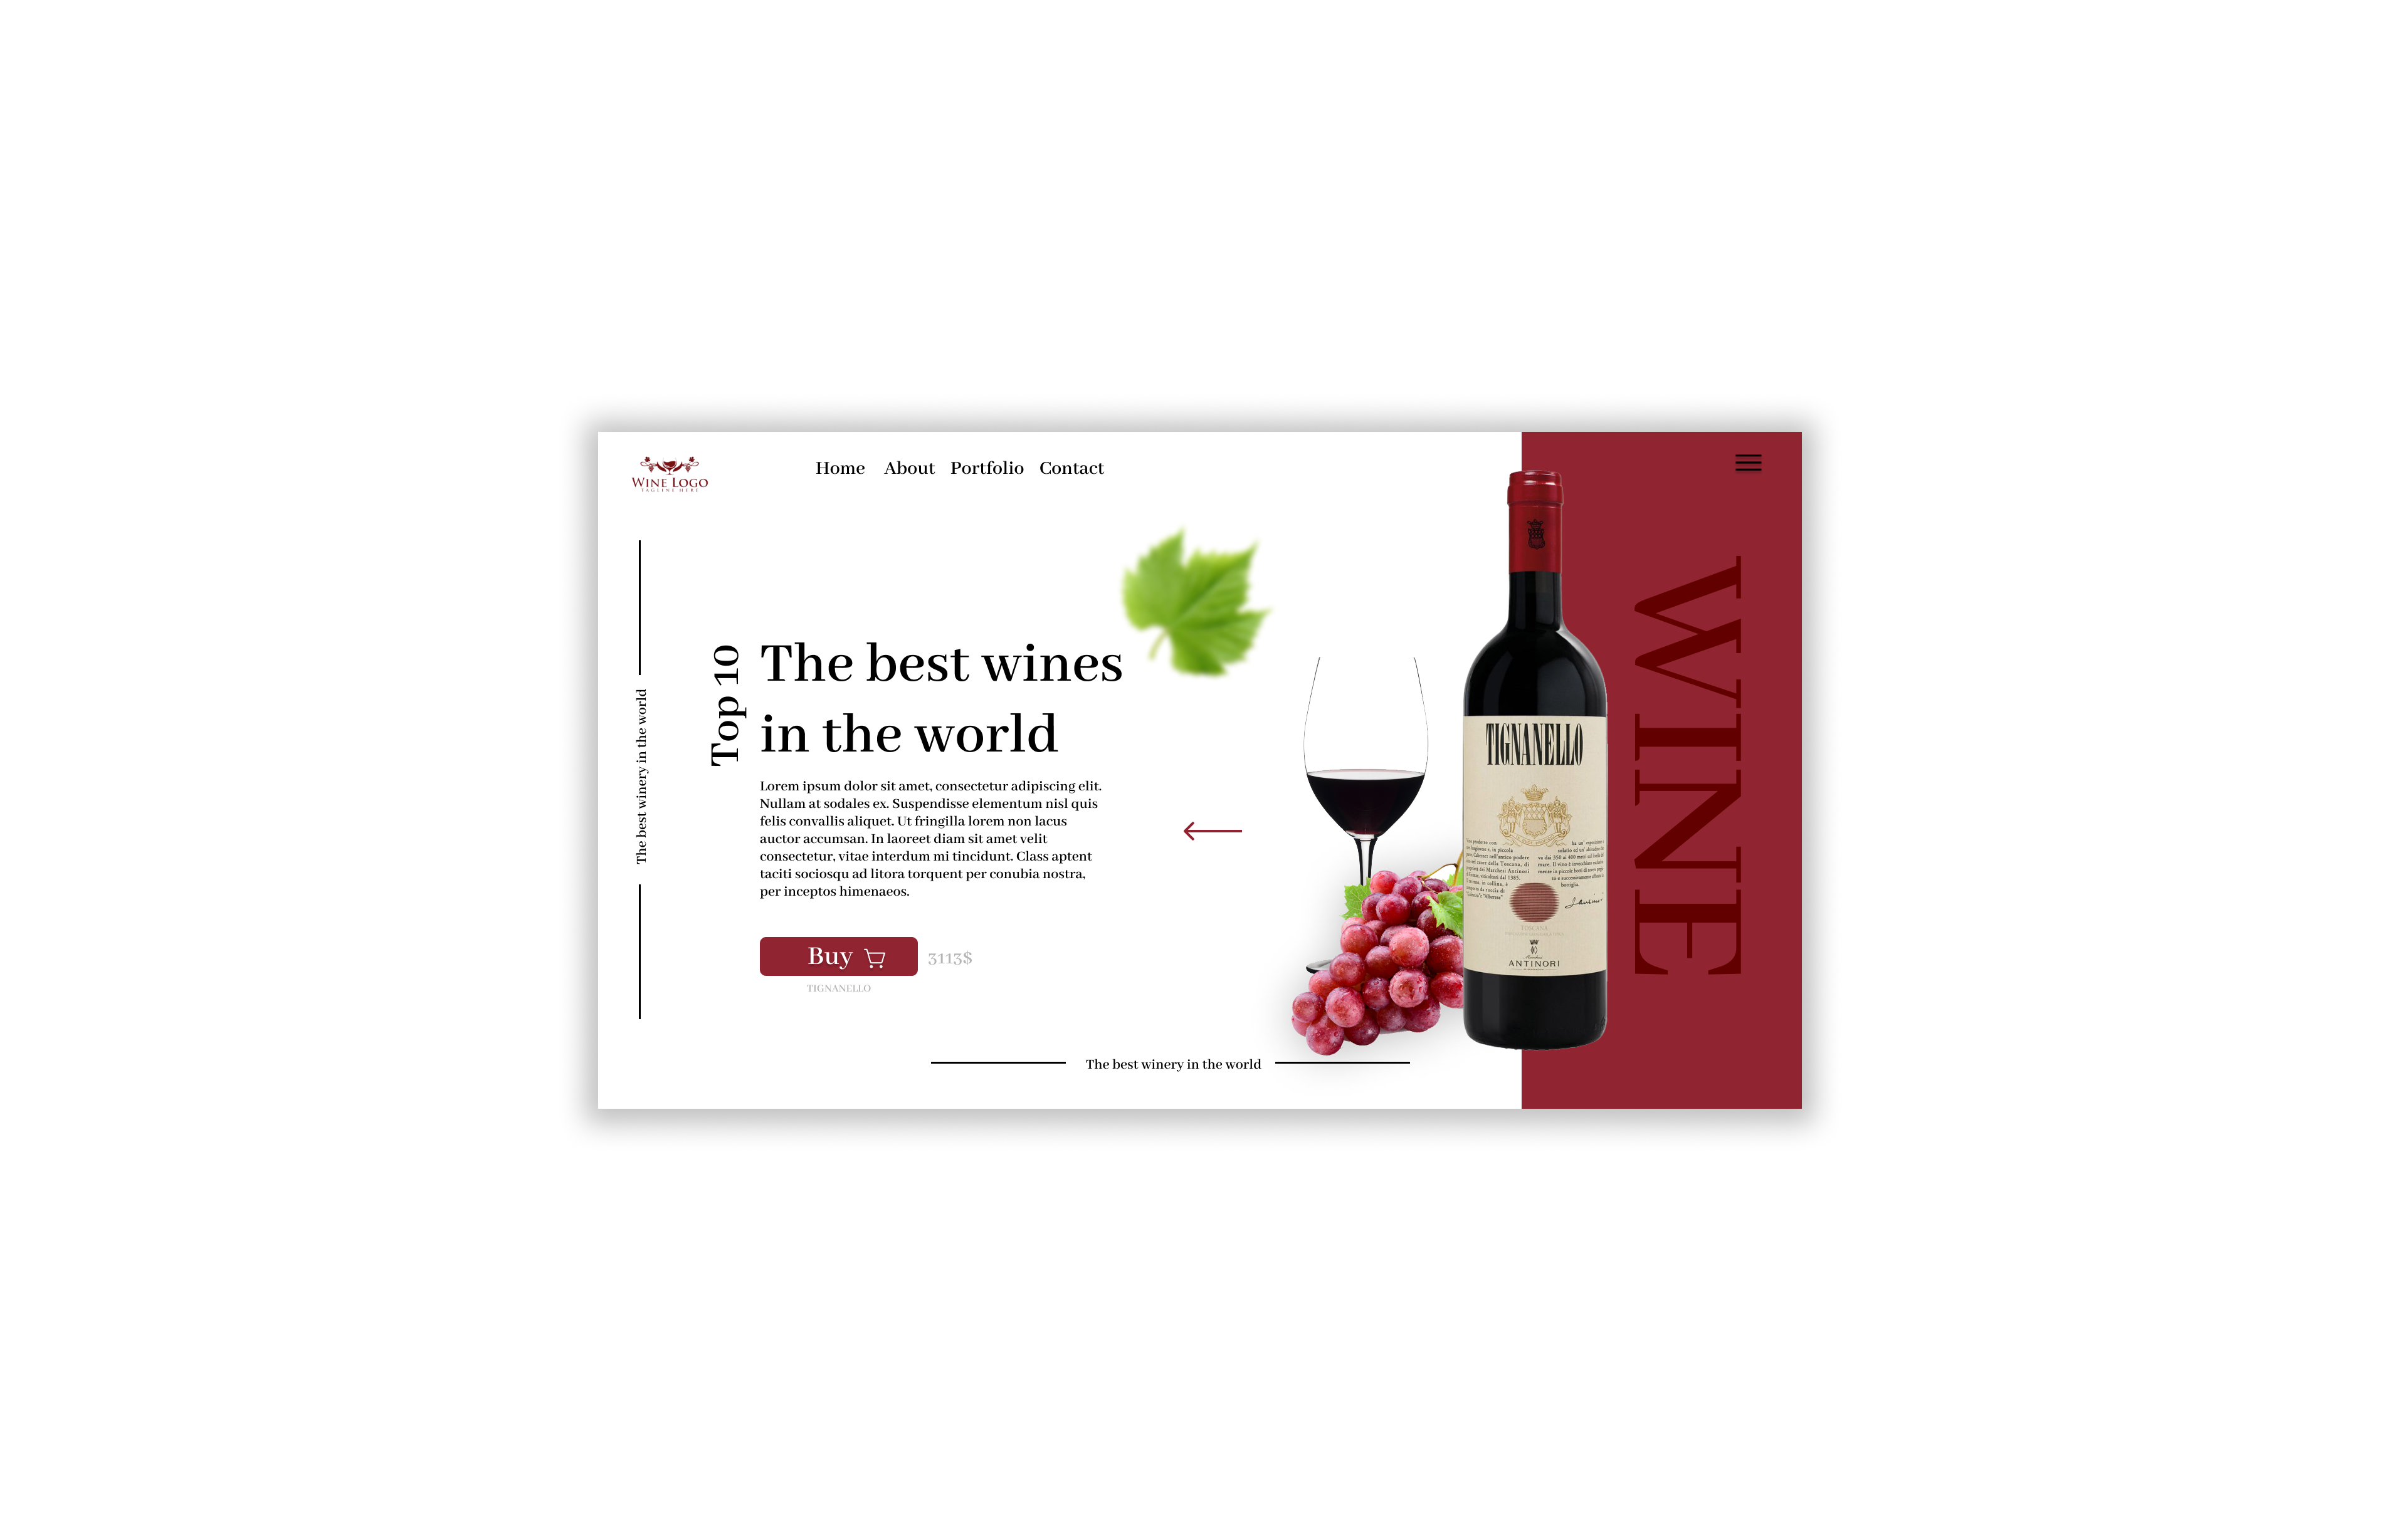 WINE LOGO
TAGLINE HERE
Home About Portfolio Contact
The best winery in the world
Top 10
The best wines
in the world
Lorem ipsum dolor sit amet, consectetur adipiscing elit.
Nullam at sodales ex. Suspendisse elementum nisl quis
felis convallis aliquet. Ut fringilla lorem non lacus
auctor accumsan. In laoreet diam sit amet velit
consectetur, vitae interdum mi tincidunt. Class aptent
taciti sociosqu ad litora torquent per conubia nostra,
per inceptos himenaeos.
Buy
3113$
TIGNANELLO
The best winery in the world
TIGNANELLO
TOSCANA
ANTINORI
WINE